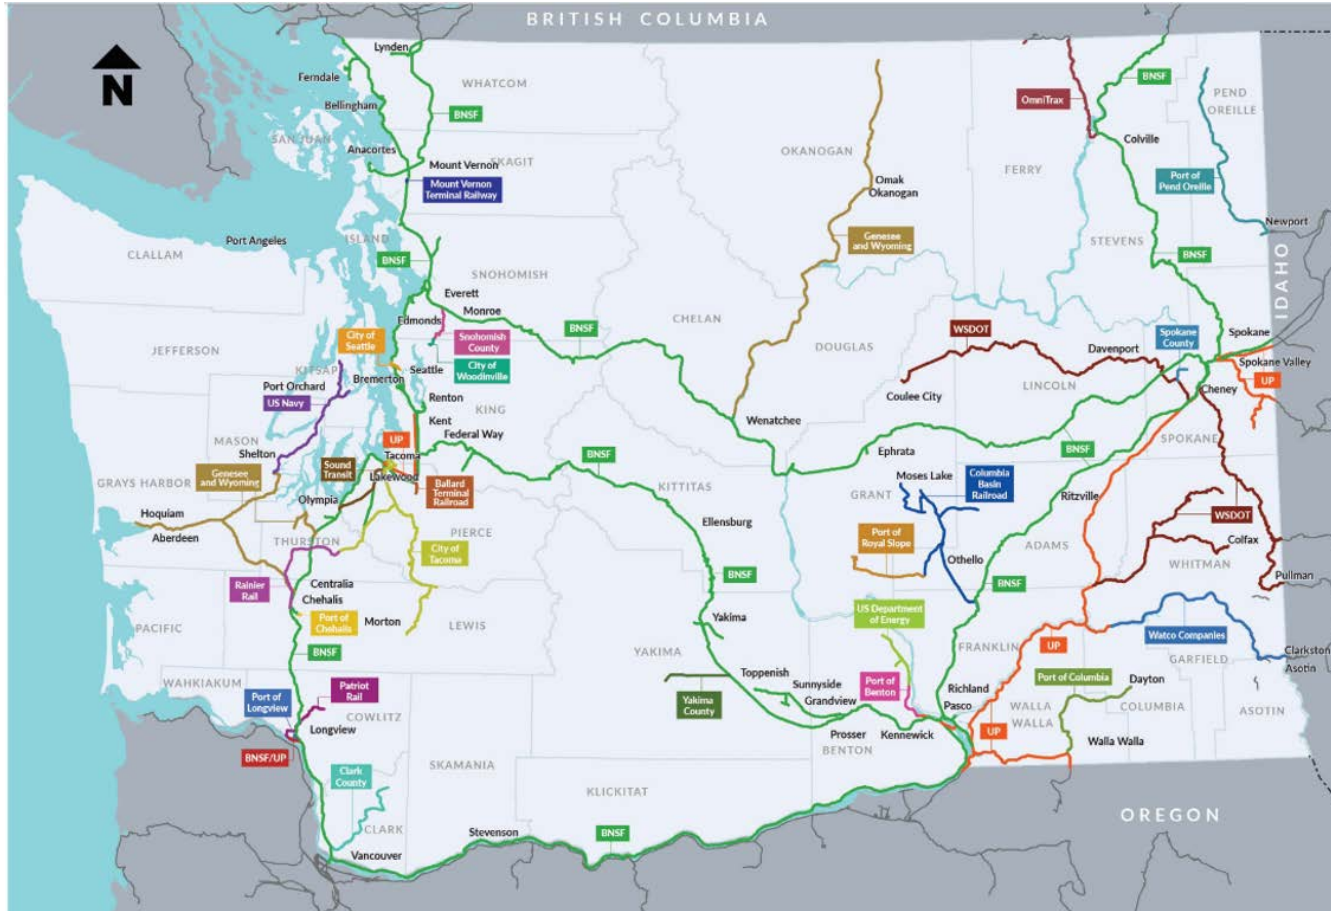 BRITISH COLUMBIA
N
Lynden
Ferndale
WHATCOM
BNSF
Bellingham
SAN JUAN
Anacortes
Mount Vernon
SKAGIT
Mount Vernon
Terminal Railway
OmniTrax
BNSF
PEND
OREILLE
Colville
OKANOGAN
FERRY
Omak
Okanogan
Port of
Pend Oreille
Newport
Port Angeles
CLALLAM
ISLAND
BNSF
SNOHOMISH
Genesee
and Wyoming
STEVENS
BNSF
IDAHO
Everett
Monroe
Edmonds
BNSF
CHELAN
City of
Seattle
Snohomish
County
City of
Woodinville
DOUGLAS
WSDOT
Davenport
Spokane
County
Spokane
Spokane Valley
UP
JEFFERSON
KITSAP
Bremerton
Seattle
Port Orchard
US Navy
Renton
KING
Kent
Federal Way
Coulee City
LINCOLN
Cheney
Wenatchee
MASON
Shelton
UP
Tacoma
Sound
Transit
Lakewood
BNSF
Ephrata
BNSF
SPOKANE
Genesee
and Wyoming
GRAYS HARBOR
Olympia
Ballard
Terminal
Railroad
KITTITAS
Moses Lake
GRANT
Columbia
Basin
Railroad
Ritzville
WSDOT
Hoquiam
Aberdeen
THURSTON
PIERCE
City of
Tacoma
Ellensburg
Port of
Royal Slope
Othello
ADAMS
Colfax
WHITMAN
Pullman
Rainier
Rail
Centralia
Chehalis
Port of
Chehalis
Morton
LEWIS
BNSF
BNSF
US Department
of Energy
PACIFIC
BNSF
Yakima
YAKIMA
FRANKLIN
UP
Watco Companies
GARFIELD
Clarkston
Asotin
WAHKIAKUM
Port of
Longview
Patriot
Rail
COWLITZ
Longview
BNSF/UP
Toppenish
Sunnyside
Grandview
Yakima
County
Port of
Benton
Richland
Pasco
Port of Columbia
Dayton
WALLA
WALLA
COLUMBIA
ASOTIN
UP
Prosser
BENTON
Kennewick
Walla Walla
SKAMANIA
Clark
County
CLARK
KLICKITAT
Stevenson
BNSF
Vancouver
OREGON